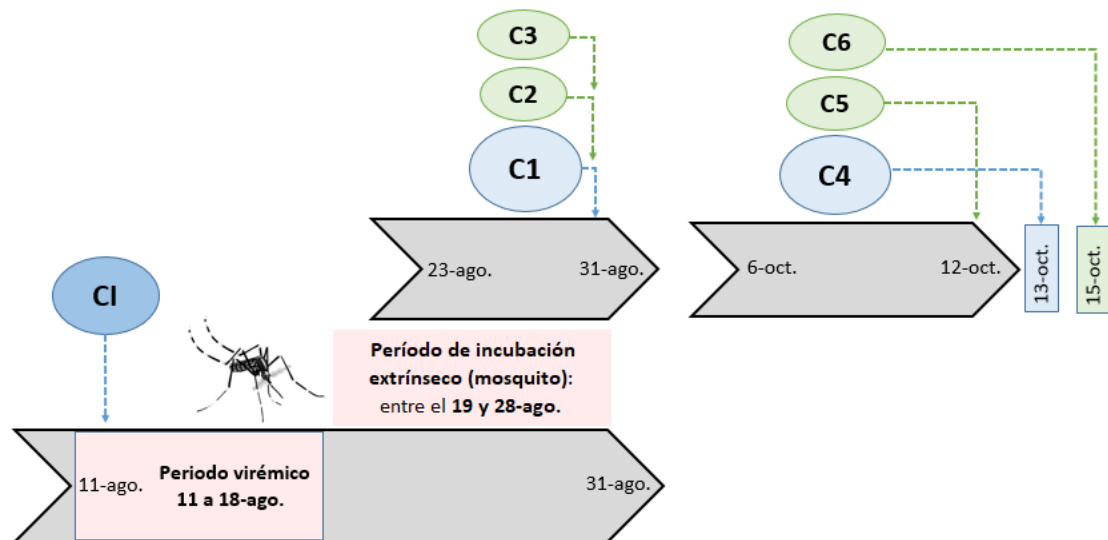 C3
C2
C1
C6
C5
C4
23-ago.
31-ago.
6-oct.
12-oct.
13-oct.
15-oct.
CI
Período de incubación
extrínseco (mosquito):
entre el 19 y 28-ago.
11-ago.
Periodo virémico
11 a 18-ago.
31-ago.